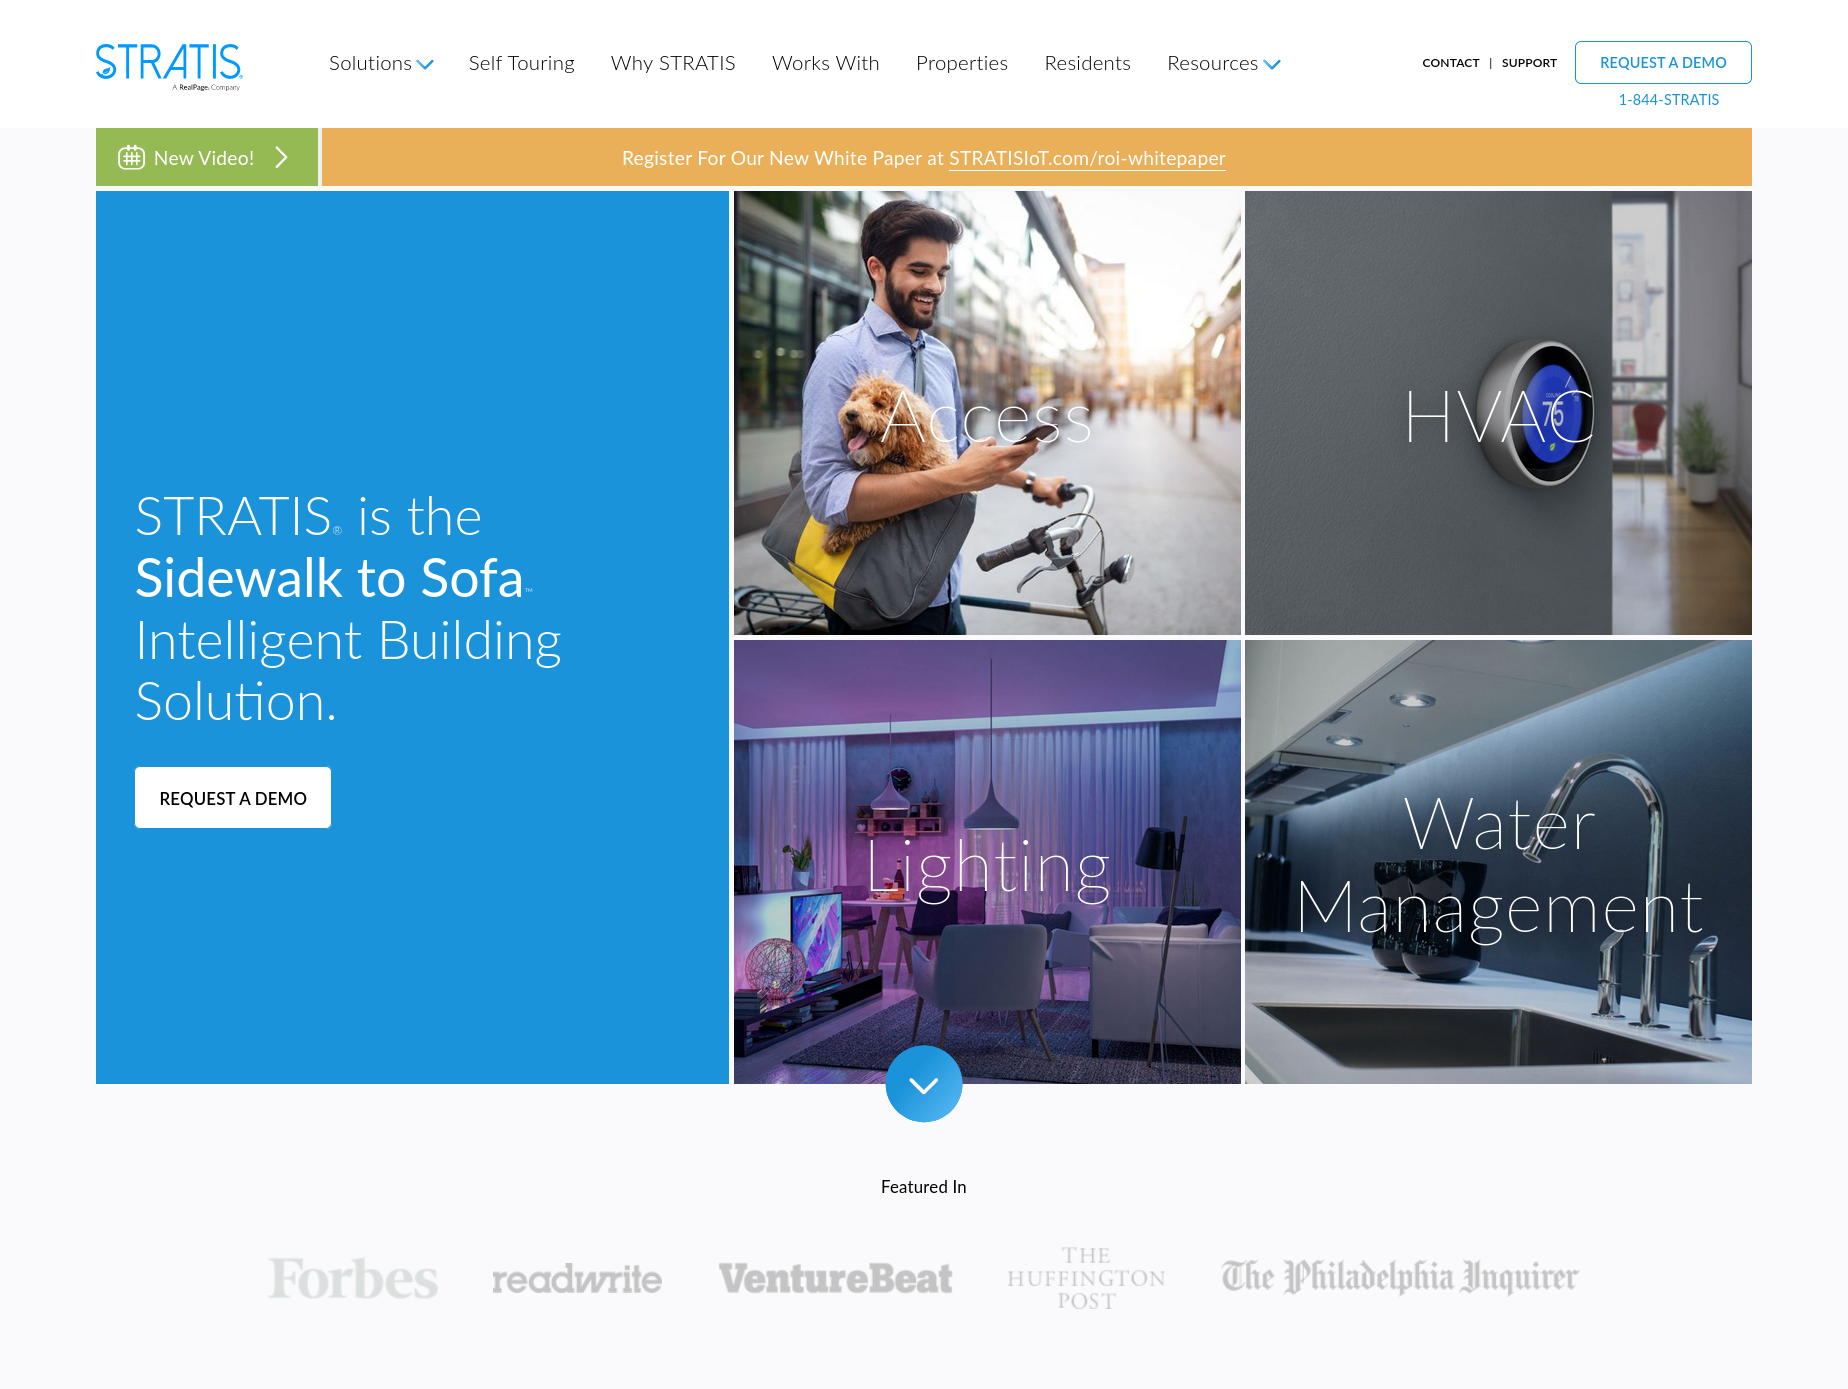 STRATIS®
A RealPage® Company
Solutions
Self Touring
Why STRATIS
Works With
Properties
Residents
Resources
CONTACT | SUPPORT
REQUEST A DEMO
1-844-STRATIS
New Video!
Register For Our New White Paper at STRATISIoT.com/roi-whitepaper
STRATIS® is the
Sidewalk to Sofa™
Intelligent Building
Solution.
REQUEST A DEMO
Access
HVAC
75
Lighting
Water
Management
Featured In
Forbes
readwrite
VentureBeat
THE
HUFFINGTON
POST
The Philadelphia Inquirer